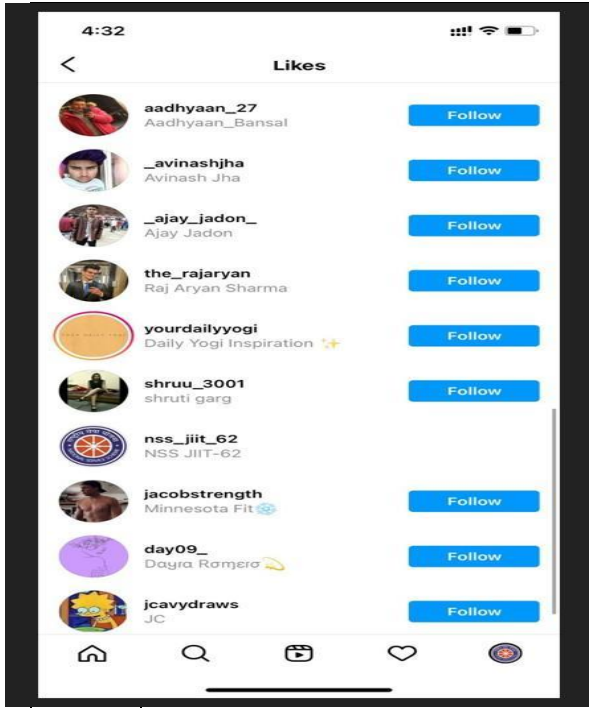 4:32
Likes
aadhyaan_27
Aadhyaan_Bansal
Follow
_avinashjha
Avinash Jha
Follow
_ajay_jadon_
Ajay Jadon
Follow
the_rajaryan
Raj Aryan Sharma
Follow
yourdailyyogi
Daily Yogi Inspiration ✨
Follow
shruu_3001
shruti garg
Follow
nss_jiit_62
NSS JIIT-62
jacobstrength
Minnesota Fit
Follow
day09_
Dαყɾα Rσɱҽɾσ💫
Follow
jcavydraws
JC
Follow